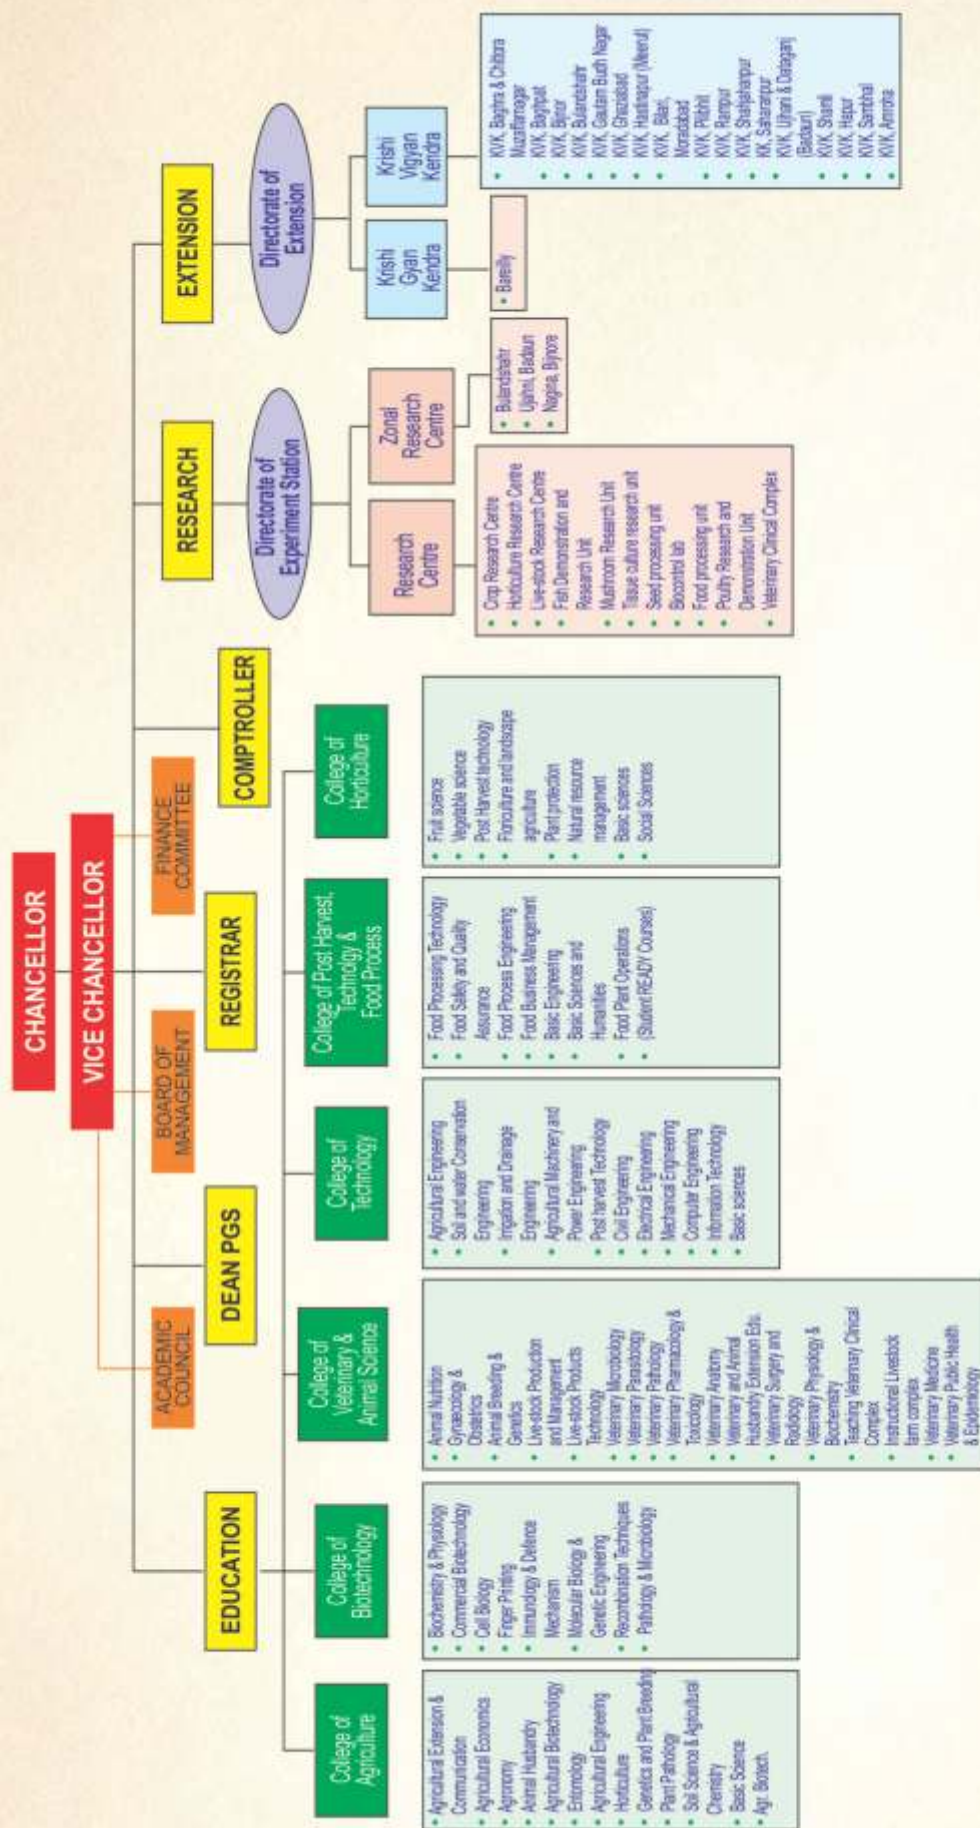 CHANCELLOR
VICE CHANCELLOR
ACADEMIC
COUNCIL
BOARD OF
MANAGEMENT
FINANCE
COMMITTEE
EDUCATION
DEAN PGS
REGISTRAR
COMPTROLLER
RESEARCH
EXTENSION
College of
Agriculture
• Agricultural Extension &
Communication
• Agricultural Economics
• Agronomy
• Animal Husbandry
• Agricultural Biotechnology
• Entomology
• Agricultural Engineering
• Horticulture
• Genetics and Plant Breeding
• Plant Pathology
• Soil Science & Agricultural
Chemistry
• Basic Science
• Agr. Biotech.
College of
Biotechnology
• Biochemistry & Physiology
• Commercial Biotechnology
• Cell Biology
• Finger Printing
• Immunology & Defence
Mechanism
• Molecular Biology &
Genetic Engineering
• Recombination Techniques
• Pathology & Microbiology
College of
Veterinary &
Animal Science
• Animal Nutrition
• Gynaecology &
Obstetrics
• Animal Breeding &
Genetics
• Live-stock Production
and Management
• Live-stock Products
Technology
• Veterinary Microbiology
• Veterinary Parasitology
• Veterinary Pathology
• Veterinary Pharmacology &
Toxicology
• Veterinary Anatomy
• Veterinary and Animal
Husbandry Extension Edu.
• Veterinary Surgery and
Radiology
• Veterinary Physiology &
Biochemistry
• Teaching Veterinary Clinical
Complex
• Instructional Livestock
farm complex
• Veterinary Medicine
• Veterinary Public Health
& Epidemiology
College of
Technology
• Agricultural Engineering
• Soil and water Conservation
Engineering
• Irrigation and Drainage
Engineering
• Agricultural Machinery and
Power Engineering
• Post harvest Technology
• Civil Engineering
• Electrical Engineering
• Mechanical Engineering
• Computer Engineering
• Information Technology
• Basic sciences
College of Post Harvest,
Technolgy &
Food Process
• Food Processing Technology
• Food Safety and Quality
Assurance
• Food Process Engineering
• Food Business Management
• Basic Engineering
• Basic Sciences and
Humanities
• Food Plant Operations
• (Student READY Courses)
College of
Horticulture
• Fruit science
• Vegetable science
• Post Harvest technology
• Floriculture and landscape
agriculture
• Plant protection
• Natural resource
management
• Basic sciences
• Social Sciences
Directorate of
Experiment Station
Research
Centre
• Crop Research Centre
• Horticulture Research Centre
• Live-stock Research Centre
• Fish Demonstration and
Research Unit
• Mushroom Research Unit
• Tissue culture research unit
• Seed processing unit
• Biocontrol lab
• Food processing unit
• Poultry Research and
Demonstration Unit
• Veterinary Clinical Complex
Zonal
Research
Centre
• Bulandshahr
• Ujahni, Badaun
• Nagina, Bijnore
Directorate of
Extension
Krishi
Gyan
Kendra
• Bareilly
Krishi
Vigyan
Kendra
• KVK, Baghra & Chittora
Muzaffarnagar
• KVK, Baghpat
• KVK, Bijnor
• KVK, Bulandshahr
• KVK, Gautam Budh Nagar
• KVK, Ghaziabad
• KVK, Hastinapur (Meerut)
• KVK, Bilari,
Moradabad
• KVK, Pilibhit
• KVK, Rampur
• KVK, Shahjahanpur
• KK, Saharanpur
• KVK, Ujhani & Dataganj
(Badaun)
• KVK, Shamli
• KVK, Hapur
• KVK, Sambhal
• KVK, Amroha